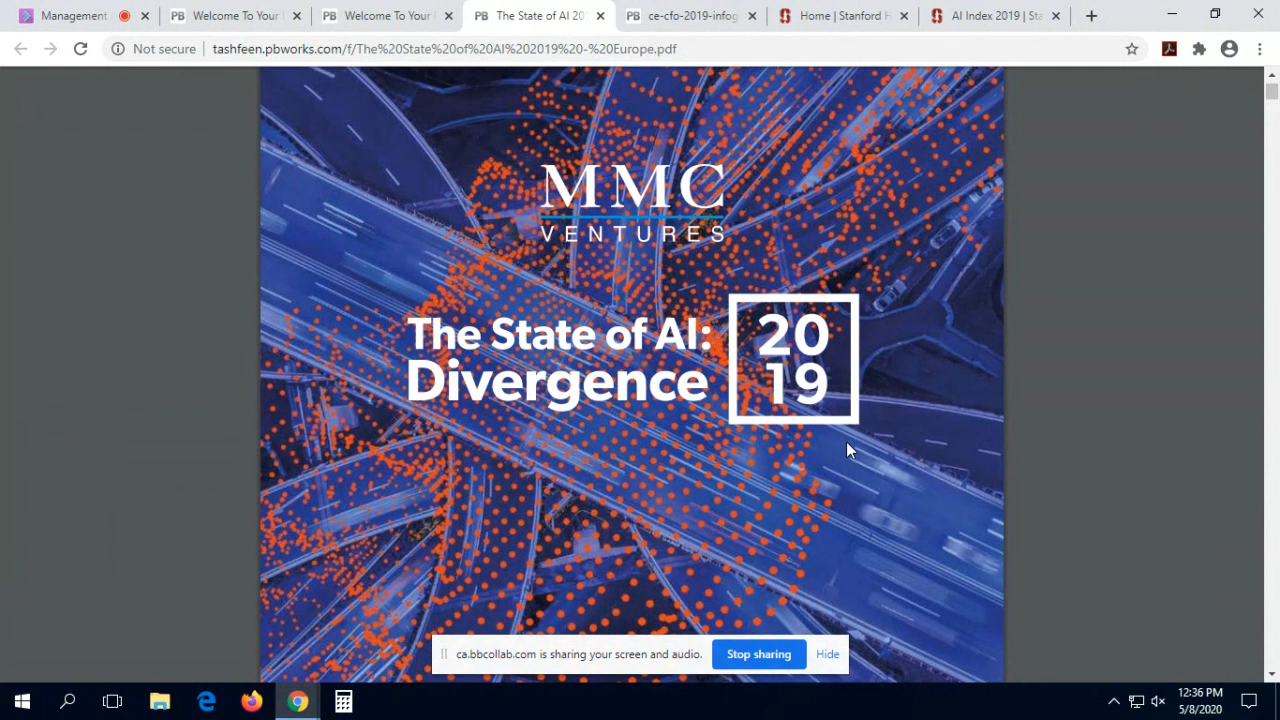 Management
Welcome To Your
Welcome To Your
The State of AI 20
ce-cfo-2019-infog
Home | Stanford H
AI Index 2019 | Sta
Not secure
tashfeen.pbworks.com/f/The%20State%20of%20AI%202019%20-%20Europe.pdf
MMC
VENTURES
The State of AI:
Divergence
20
19
ca.bbcollab.com is sharing your screen and audio.
Stop sharing
Hide
12:36 PM
5/8/2020